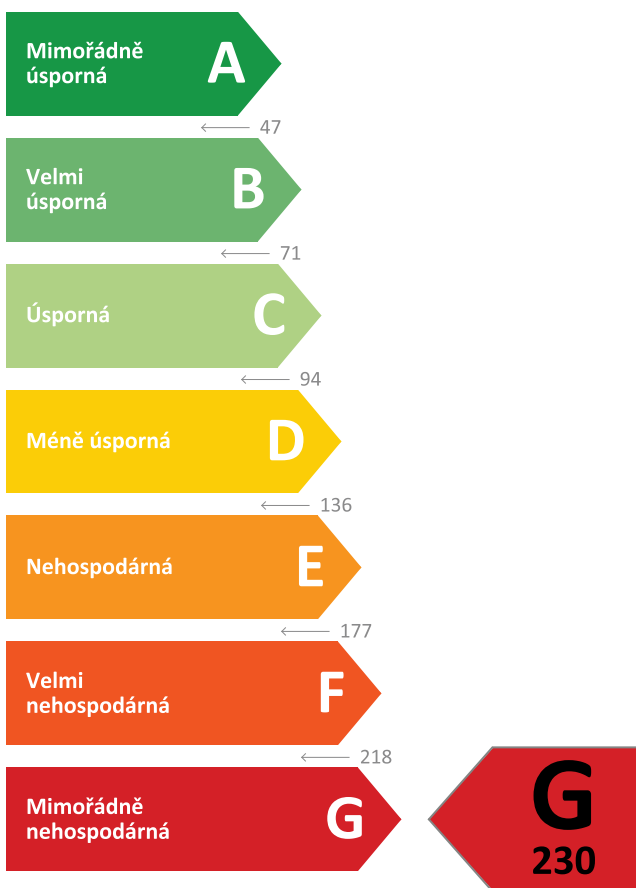 Mimořádně
úsporná
A
47
Velmi
úsporná
B
71
Úsporná
C
94
Méně úsporná
D
136
Nehospodárná
E
177
Velmi
nehospodárná
F
218
Mimořádně
nehospodárná
G
G
230